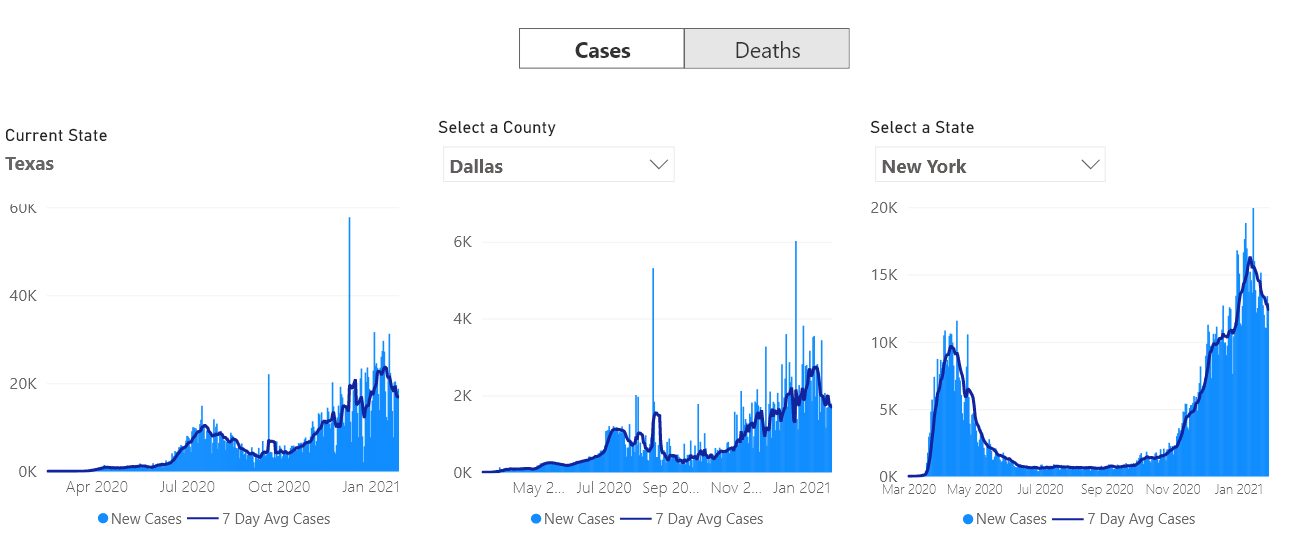 Cases Deaths
Current State
Texas
60K
40K
20K
0K
Apr 2020 Jul 2020 Oct 2020 Jan 2021
New Cases 7 Day Avg Cases
Select a County
Dallas
6K
4K
2K
0K
May 2... Jul 2020 Sep 20... Nov 2... Jan 2021
New Cases 7 Day Avg Cases
Select a State
New York
20K
15K
10K
5K
0K
Mar 2020 May 2020 Jul 2020 Sep 2020 Nov 2020 Jan 2021
New Cases 7 Day Avg Cases